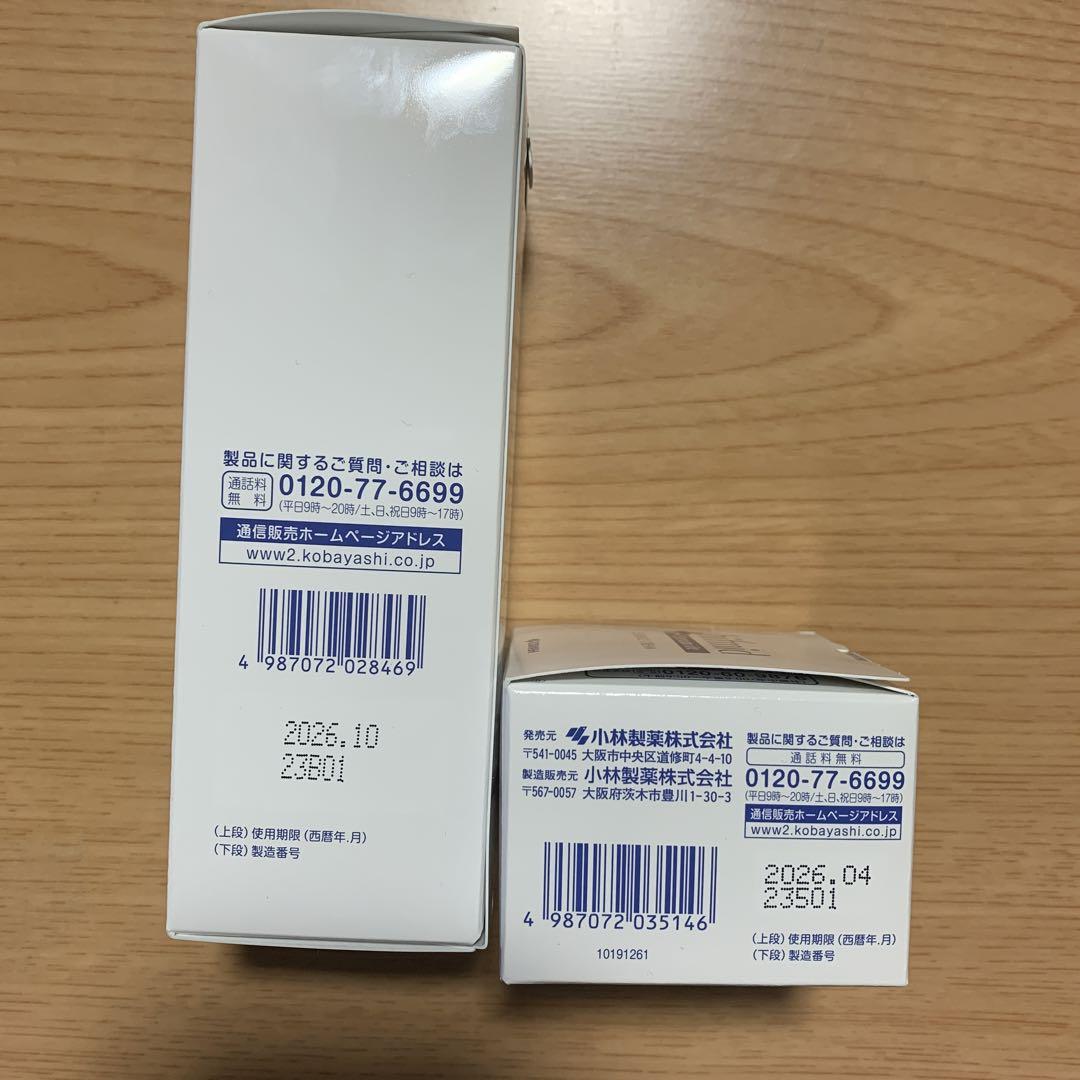 製品に関するご質問・ご相談は
通話料
無料
0120-77-6699
(平日9時〜20時/土、日、祝日9時〜17時)
通信販売ホームページアドレス
www2.kobayashi.co.jp
4 987072 028469
2026.10
23B01
(上段) 使用期限 (西暦年.月)
(下段) 製造番号
発売元 小林製薬株式会社
〒541-0045 大阪市中央区道修町4-4-10
製造販売元 小林製薬株式会社
〒567-0057 大阪府茨木市豊川1-30-3
製品に関するご質問・ご相談は
通話料無料
0120-77-6699
(平日9時〜20時/土、日、祝日9時〜17時)
通信販売ホームページアドレス
www2.kobayashi.co.jp
4 987072 035146
10191261
2026.04
23S01
(上段) 使用期限 (西暦年.月)
(下段) 製造番号